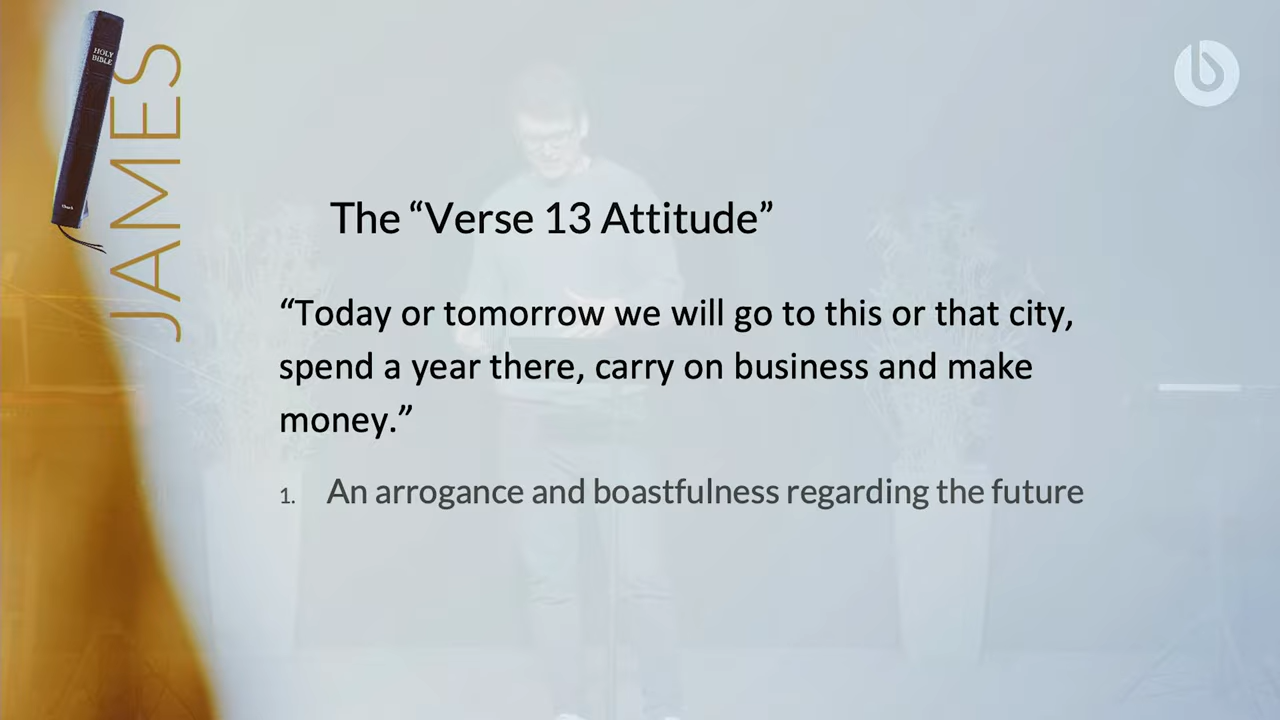 HOLY
BIBLE
JAMES
The “Verse 13 Attitude”
“Today or tomorrow we will go to this or that city,
spend a year there, carry on business and make
money.”
1. An arrogance and boastfulness regarding the future